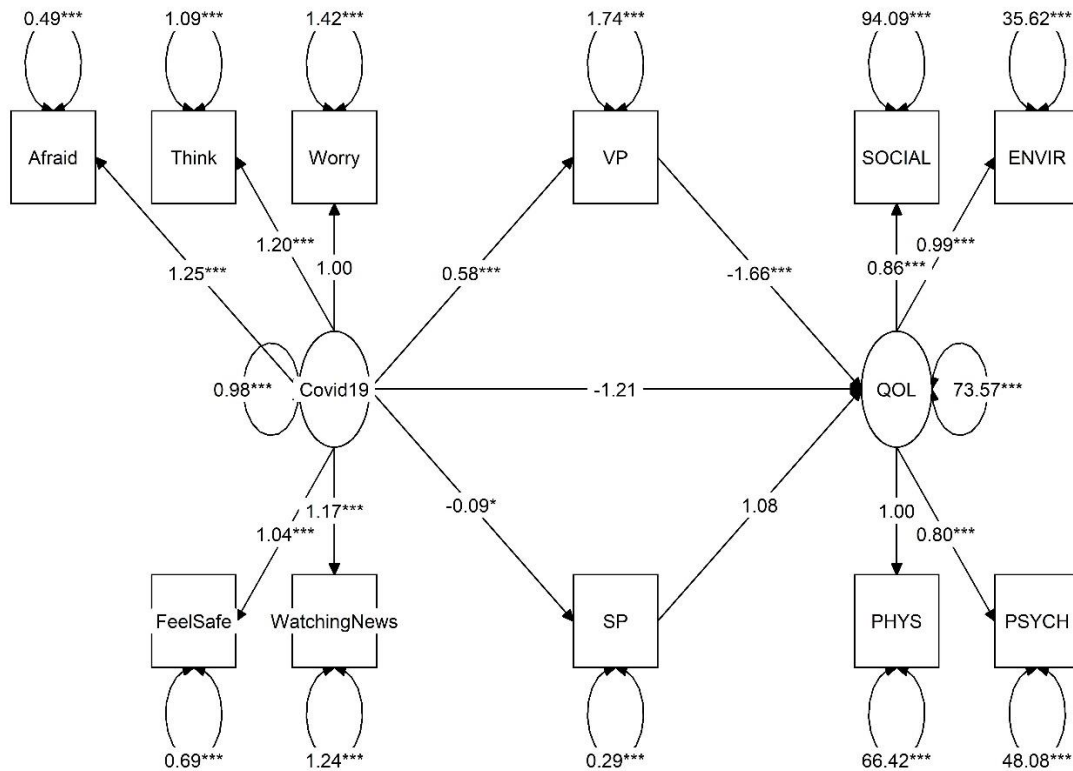 0.49***
1.09***
1.42***
1.74***
94.09***
35.62***
Afraid
Think
Worry
VP
SOCIAL
ENVIR
1.25***
1.20***
1.00
0.58***
-1.66***
0.86***
0.99***
0.98***
Covid19
-1.21
QOL
73.57***
1.04***
1.17***
-0.09*
1.08
1.00
0.80***
FeelSafe
WatchingNews
SP
PHYS
PSYCH
0.69***
1.24***
0.29***
66.42***
48.08***